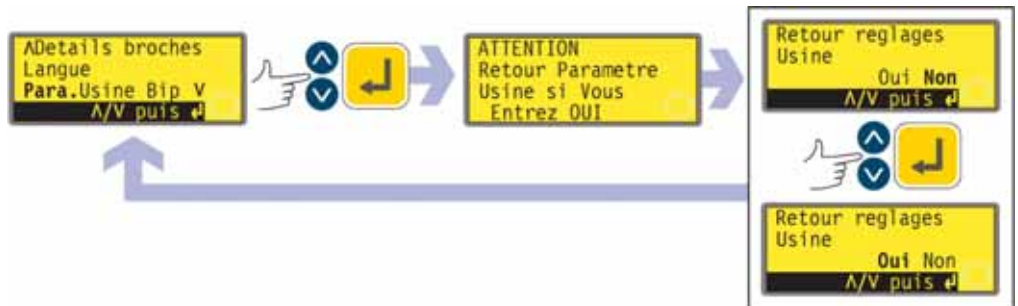 ΛDetails broches
Langue
Para.Usine Bip V
Λ/V puis ↲
ATTENTION
Retour Parametre
Usine si Vous
Entrez OUI
Retour reglages
Usine
Oui Non
Λ/V puis ↲
Retour reglages
Usine
Oui Non
Λ/V puis ↲